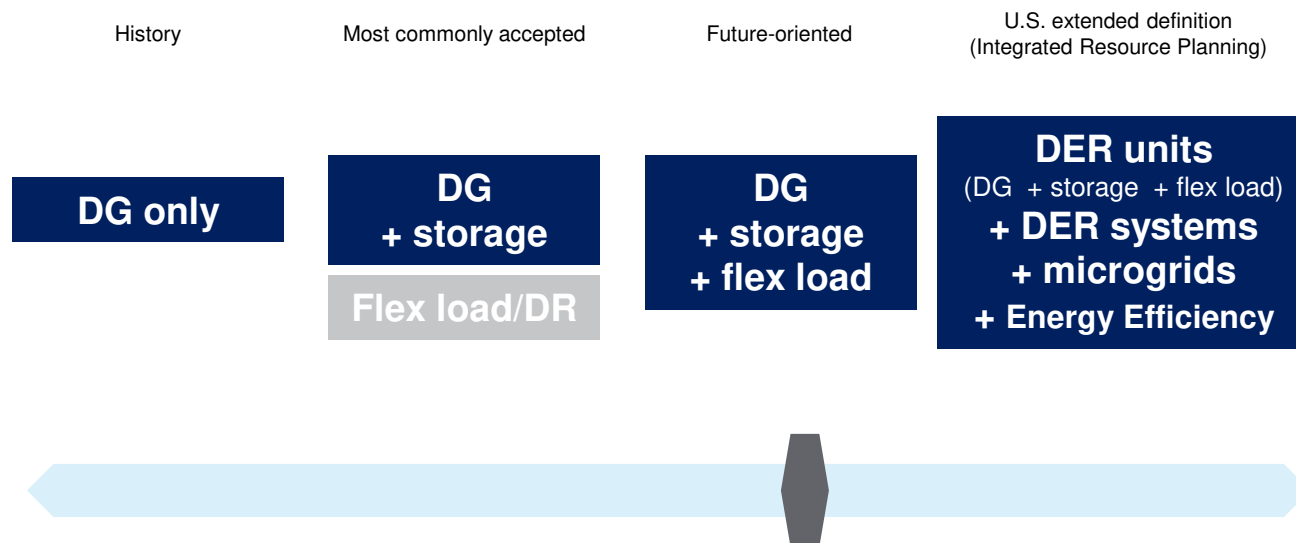 History
DG only
Most commonly accepted
DG
+ storage
Flex load/DR
Future-oriented
DG
+ storage
+ flex load
U.S. extended definition
(Integrated Resource Planning)
DER units
(DG + storage + flex load)
+ DER systems
+ microgrids
+ Energy Efficiency